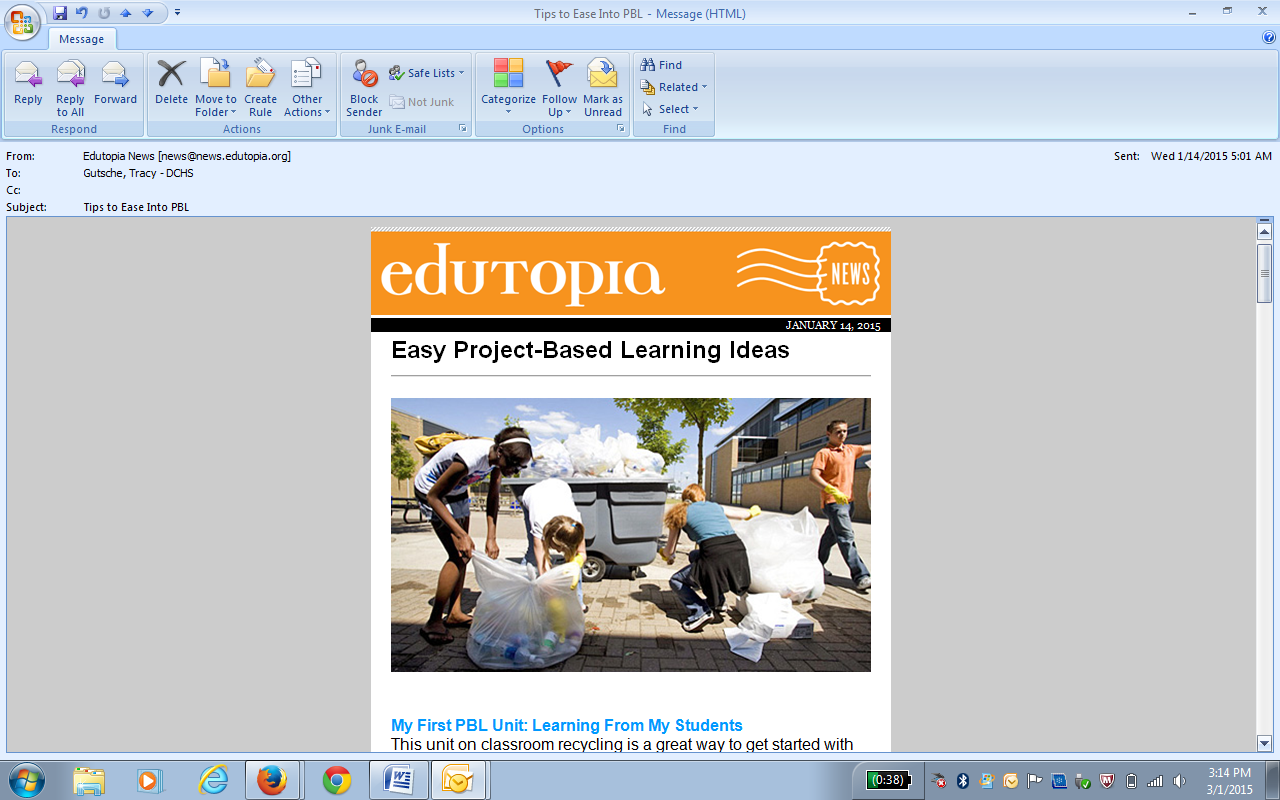 Tips to Ease Into PBL - Message (HTML)
Message
Reply
Reply to All
Forward
Delete
Move to Folder
Create Rule
Other Actions
Block Sender
Safe Lists
Not Junk
Categorize
Follow Up
Mark as Unread
Find
Related
Select
Respond
Actions
Junk E-mail
Options
Find
From: Edutopia News [news@news.edutopia.org]
Sent: Wed 1/14/2015 5:01 AM
To: Gutsche, Tracy - DCHS
Cc:
Subject: Tips to Ease Into PBL
edUTOPIA
NEWS
JANUARY 14, 2015
Easy Project-Based Learning Ideas
My First PBL Unit: Learning From My Students
This unit on classroom recycling is a great way to get started with
(0:38)
3:14 PM
3/1/2015